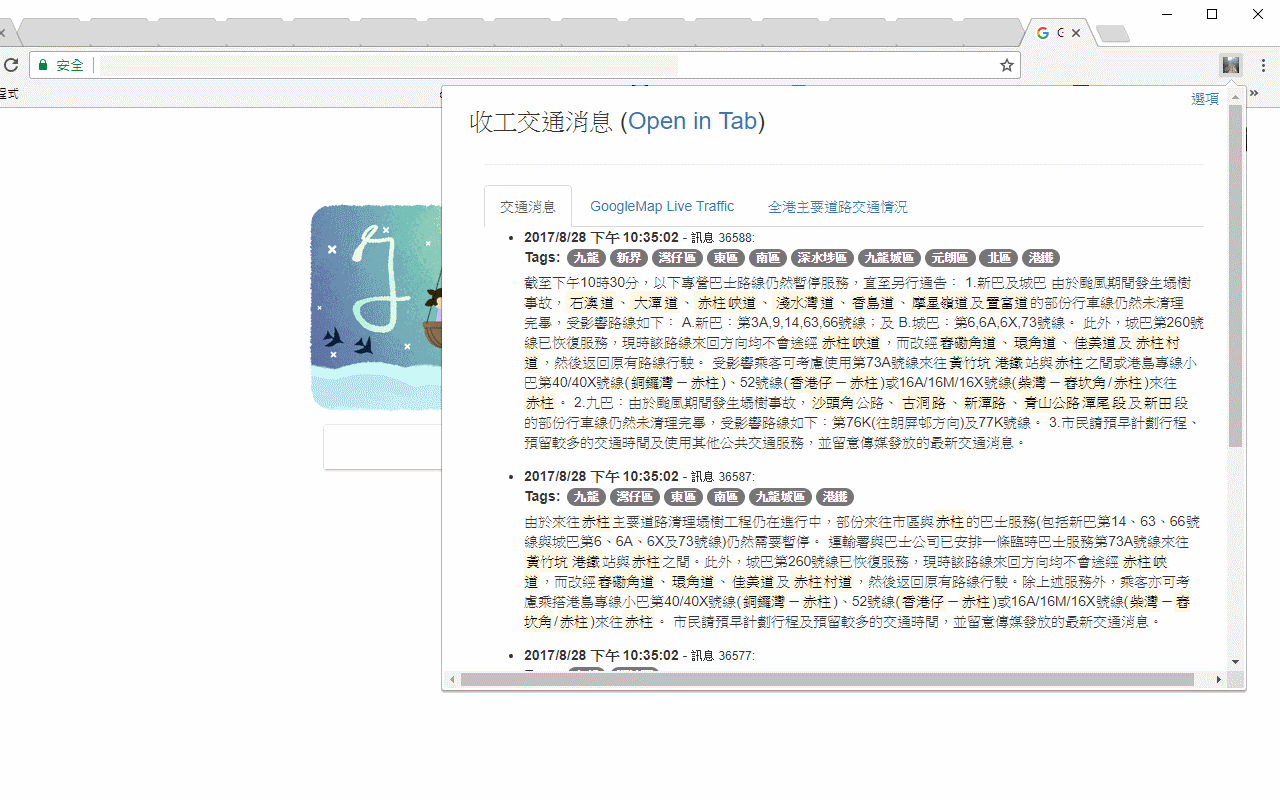 安全
程式
»
選項
收工交通消息 (Open in Tab)
交通消息 GoogleMap Live Traffic 全港主要道路交通情況
• 2017/8/28 下午 10:35:02 - 訊息 36588:
Tags: 九龍 新界 灣仔區 東區 南區 深水埗區 九龍城區 元朗區 北區 港鐵
截至下午10時30分，以下專營巴士路線仍然暫停服務，直至另行通告： 1.新巴及城巴 由於颱風期間發生塌樹
事故，石澳道、大潭道、赤柱峽道、淺水灣道、香島道、摩星嶺道及置富道的部份行車線仍然未清理
完畢，受影響路線如下： A.新巴：第3A,9,14,63,66號線；及 B.城巴：第6,6A,6X,73號線。 此外，城巴第260號
線已恢復服務，現時該路線來回方向均不會途經赤柱峽道，而改經舂磡角道、環角道、佳美道及赤柱村
道，然後返回原有路線行駛。 受影響乘客可考慮使用第73A號線來往黃竹坑 港鐵站與赤柱之間或港島專線小
巴第40/40X號線(銅鑼灣－赤柱)、52號線(香港仔－赤柱)或16A/16M/16X號線(柴灣－舂坎角/赤柱)來往
赤柱。 2.九巴：由於颱風期間發生塌樹事故，沙頭角公路、古洞路、新潭路、青山公路潭尾段及新田段
的部份行車線仍然未清理完畢，受影響路線如下：第76K(往朗屏邨方向)及77K號線。 3.市民請預早計劃行程、
預留較多的交通時間及使用其他公共交通服務，並留意傳媒發放的最新交通消息。
• 2017/8/28 下午 10:35:02 - 訊息 36587:
Tags: 九龍 灣仔區 東區 南區 九龍城區 港鐵
由於來往赤柱主要道路清理塌樹工程仍在進行中，部份來往市區與赤柱的巴士服務(包括新巴第14、63、66號
線與城巴第6、6A、6X及73號線)仍然需要暫停。 運輸署與巴士公司已安排一條臨時巴士服務第73A號線來往
黃竹坑 港鐵站與赤柱之間。此外，城巴第260號線已恢復服務，現時該路線來回方向均不會途經赤柱峽
道，而改經舂磡角道、環角道、佳美道及赤柱村道，然後返回原有路線行駛。除上述服務外，乘客亦可考
慮乘搭港島專線小巴第40/40X號線(銅鑼灣－赤柱)、52號線(香港仔－赤柱)或16A/16M/16X號線(柴灣－舂
坎角/赤柱)來往赤柱。 市民請預早計劃行程及預留較多的交通時間，並留意傳媒發放的最新交通消息。
• 2017/8/28 下午 10:35:02 - 訊息 36577: